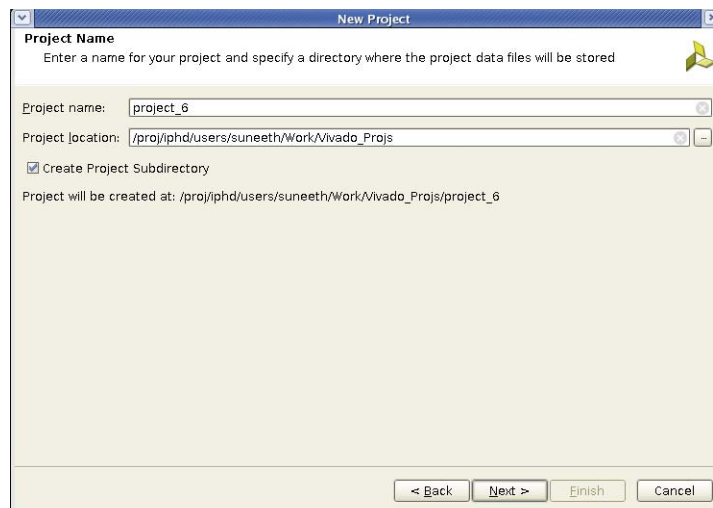 New Project
Project Name
Enter a name for your project and specify a directory where the project data files will be stored
Project name: project_6
Project location: /proj/iphd/users/suneeth/Work/Vivado_Projs
Create Project Subdirectory
Project will be created at: /proj/iphd/users/suneeth/Work/Vivado_Projs/project_6
< Back Next > Finish Cancel